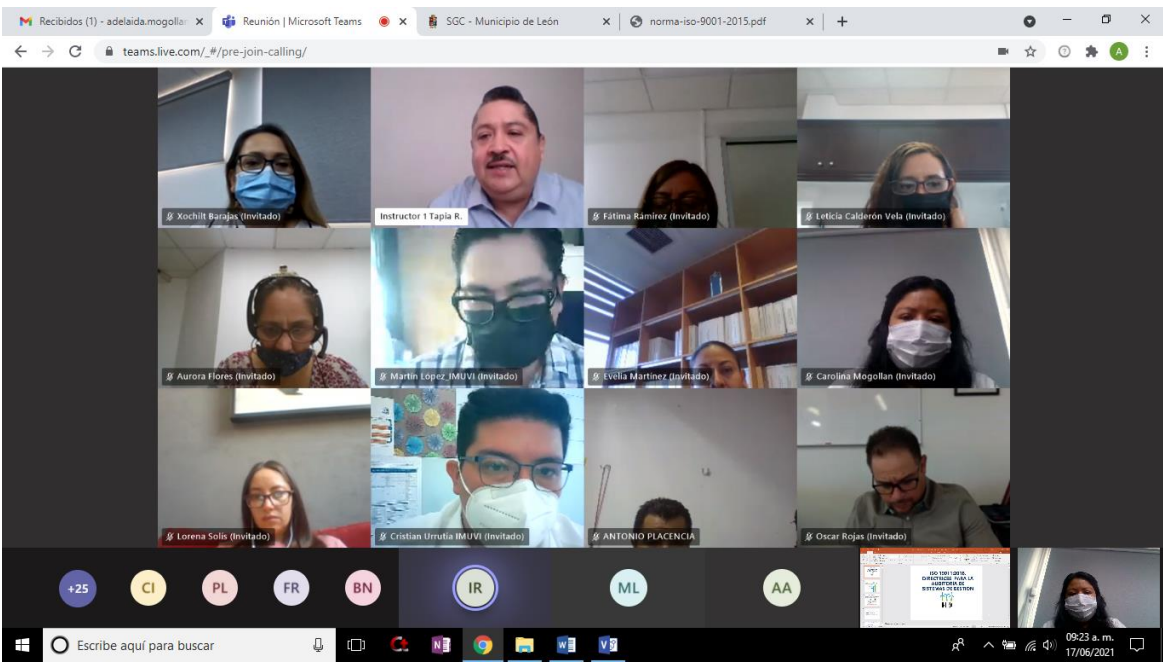 Recibidos (1) - adelaida.mogollan
Reunión | Microsoft Teams
SGC - Municipio de León
norma-iso-9001-2015.pdf
teams.live.com/_#/pre-join-calling/
A
Xochilt Barajas (Invitado)
Instructor 1 Tapia R.
Fátima Ramírez (Invitado)
Leticia Calderón Vela (Invitado)
Aurora Flores (Invitado)
Martín López_IMUVI (Invitado)
Evelia Martínez (Invitado)
Carolina Mogollan (Invitado)
Lorena Solís (Invitado)
Cristian Urrutia IMUVI (Invitado)
ANTONIO PLACENCIA
Oscar Rojas (Invitado)
+25
CI
PL
FR
BN
IR
ML
AA
ISO 19011:2018.
DIRECTRICES PARA LA
AUDITORÍA DE
SISTEMAS DE GESTIÓN
Escribe aquí para buscar
09:23 a. m.
17/06/2021